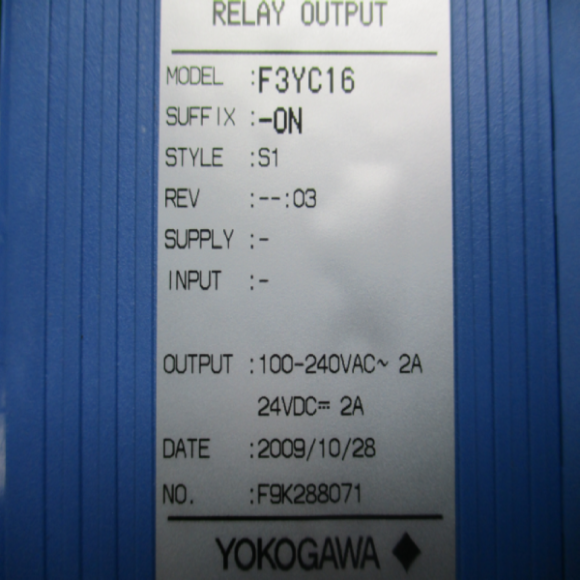 RELAY OUTPUT
MODEL :F3YC16
SUFFIX :-0N
STYLE :S1
REV :--:03
SUPPLY :-
INPUT :-
OUTPUT :100-240VAC~ 2A
24VDC⎓ 2A
DATE :2009/10/28
NO. :F9K288071
YOKOGAWA ◆